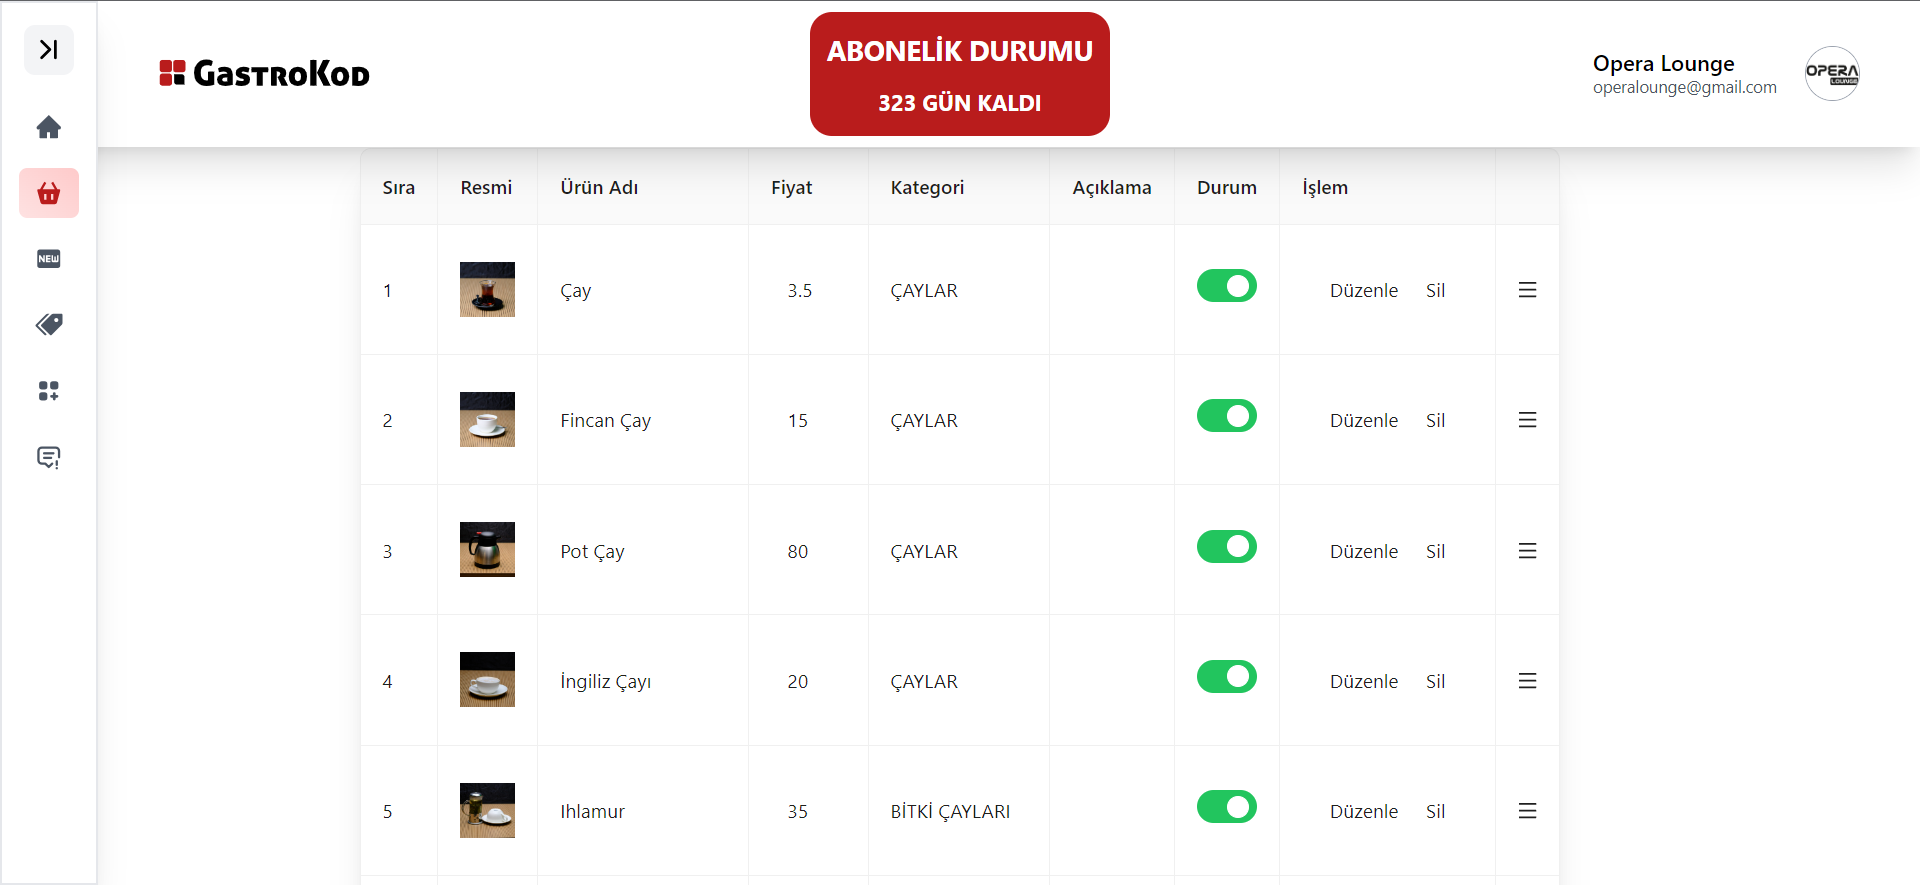 GASTROKOD
ABONELİK DURUMU
323 GÜN KALDI
Opera Lounge
operalounge@gmail.com
OPERA
LOUNGE
NEW
Sıra Resmi Ürün Adı Fiyat Kategori Açıklama Durum İşlem
1 Çay 3.5 ÇAYLAR Düzenle Sil
2 Fincan Çay 15 ÇAYLAR Düzenle Sil
3 Pot Çay 80 ÇAYLAR Düzenle Sil
4 İngiliz Çayı 20 ÇAYLAR Düzenle Sil
5 Ihlamur 35 BİTKİ ÇAYLARI Düzenle Sil